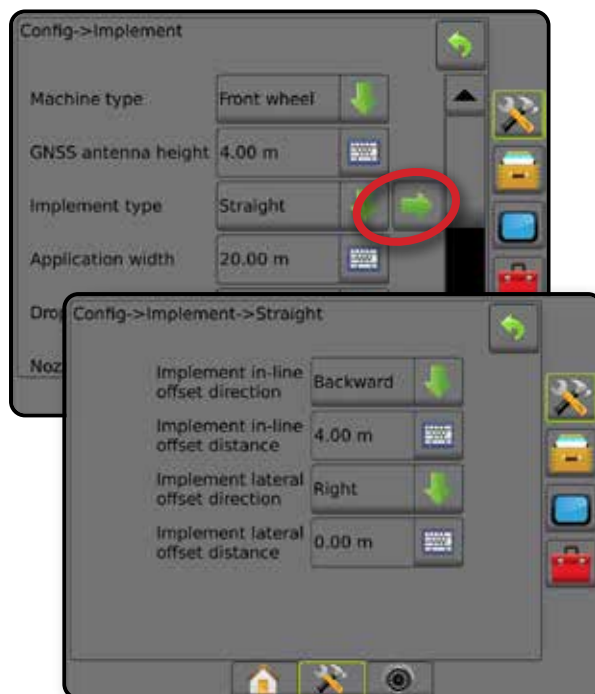 Config->Implement
Machine type Front wheel
GNSS antenna height 4.00 m
Implement type Straight
Application width 20.00 m
Config->Implement->Straight
Implement in-line
offset direction Backward
Implement in-line
offset distance 4.00 m
Implement lateral
offset direction Right
Implement lateral
offset distance 0.00 m